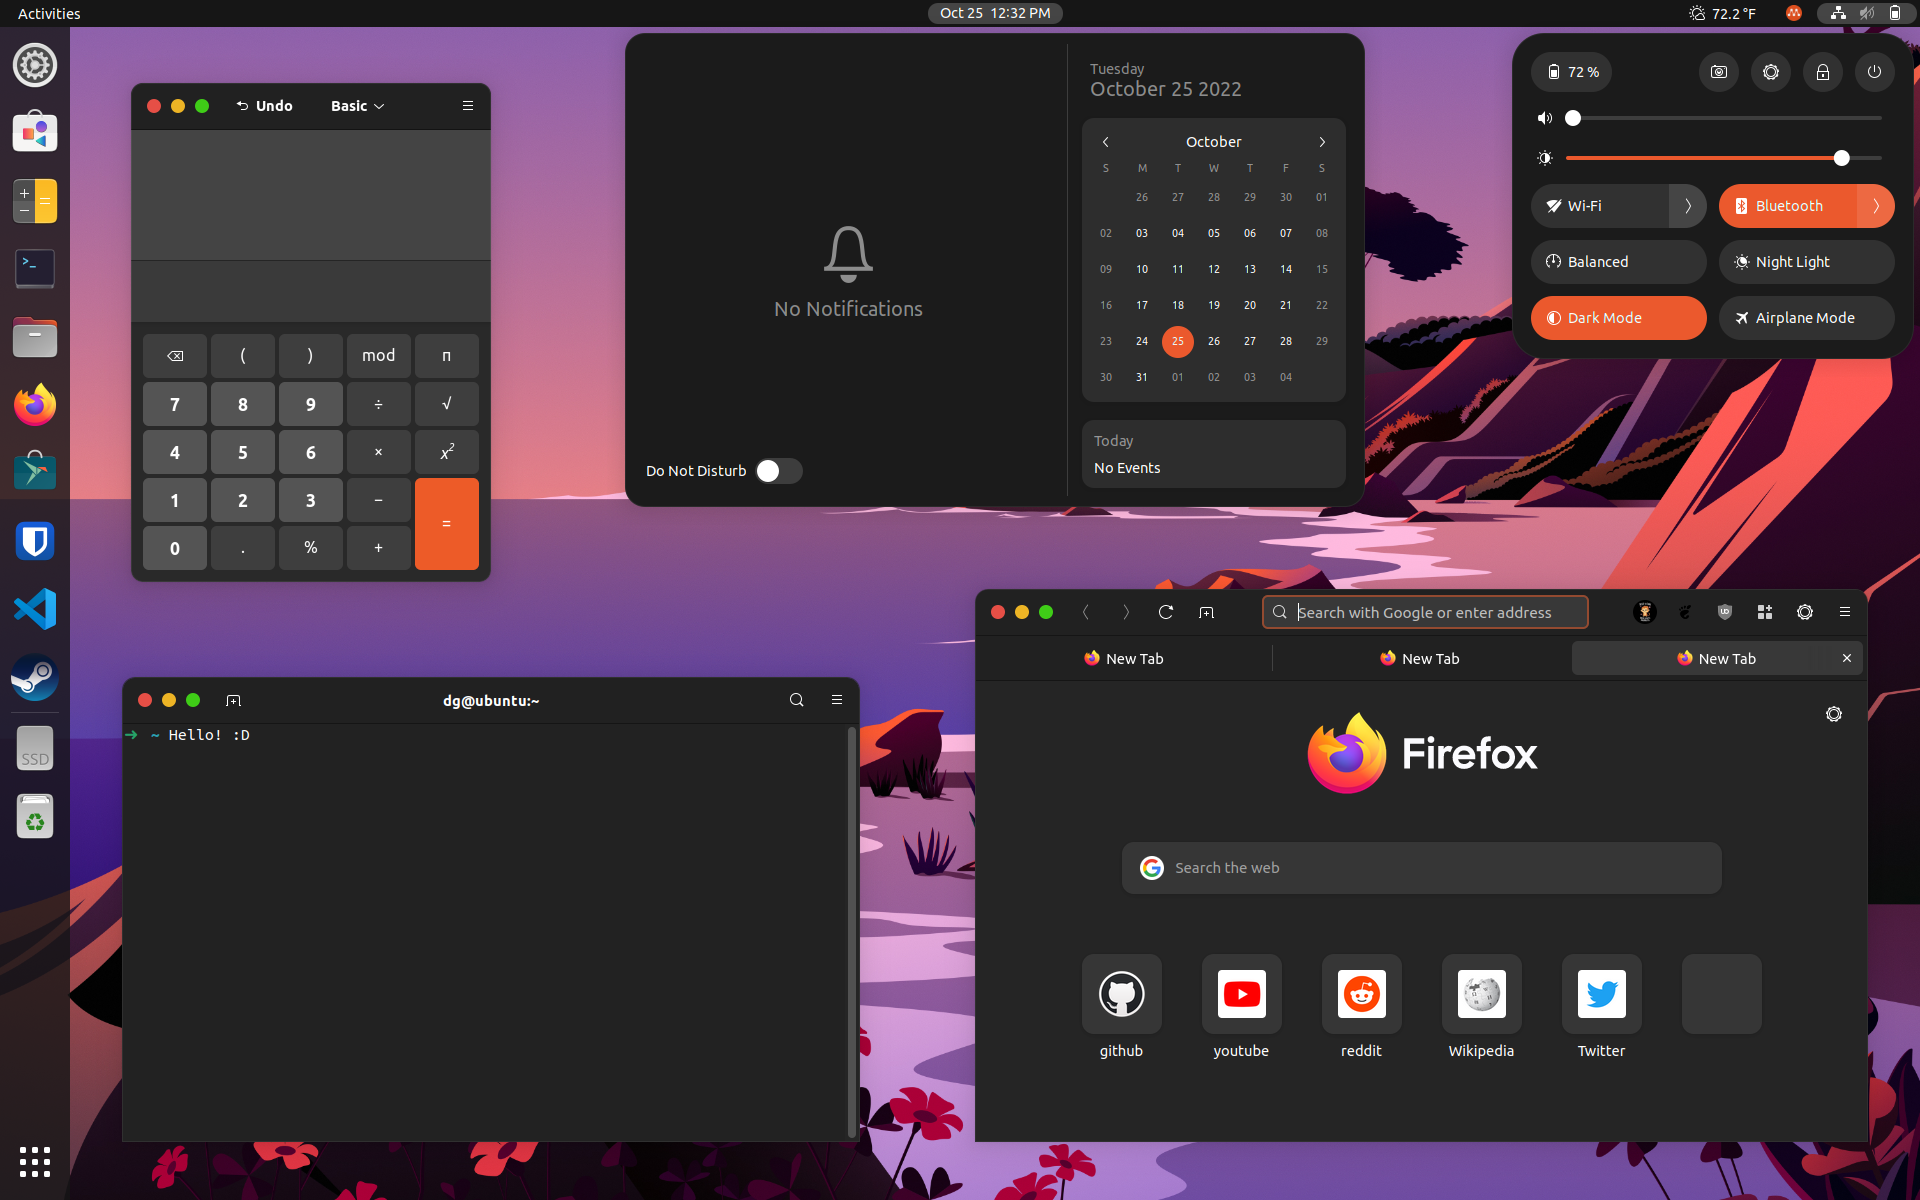 Activities
Oct 25 12:32 PM
72.2 °F
Undo
Basic
( ) mod π
7 8 9 ÷ √
4 5 6 × x²
1 2 3 −
0 . % + =
No Notifications
Do Not Disturb
Tuesday
October 25 2022
October
S M T W T F S
26 27 28 29 30 01
02 03 04 05 06 07 08
09 10 11 12 13 14 15
16 17 18 19 20 21 22
23 24 25 26 27 28 29
30 31 01 02 03 04
Today
No Events
72 %
Wi-Fi
Bluetooth
Balanced
Night Light
Dark Mode
Airplane Mode
SSD
dg@ubuntu:~
➜ ~ Hello! :D
Search with Google or enter address
New Tab
New Tab
New Tab
Firefox
Search the web
github
youtube
reddit
Wikipedia
Twitter